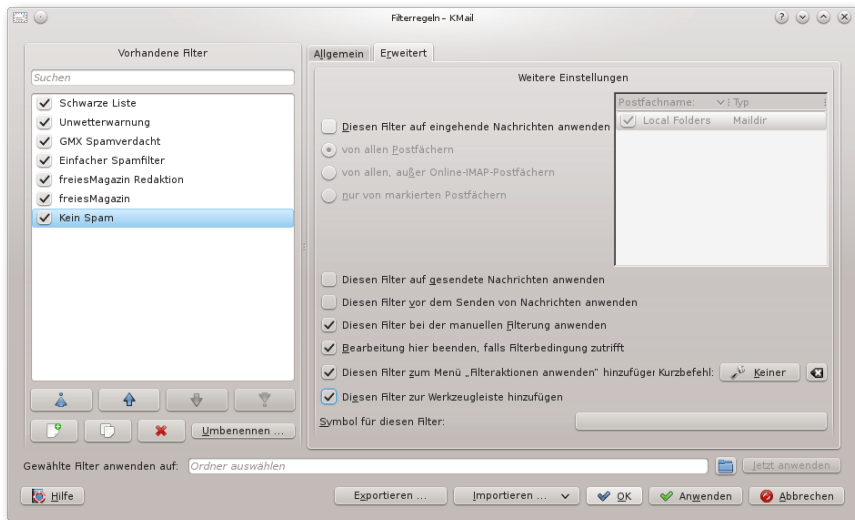 Filterregeln – KMail
Vorhandene Filter
Suchen
Schwarze Liste
Unwetterwarnung
GMX Spamverdacht
Einfacher Spamfilter
freiesMagazin Redaktion
freiesMagazin
Kein Spam
Umbenennen ...
Allgemein
Erweitert
Weitere Einstellungen
Diesen Filter auf eingehende Nachrichten anwenden
von allen Postfächern
von allen, außer Online-IMAP-Postfächern
nur von markierten Postfächern
Postfachname: Typ
Local Folders Maildir
Diesen Filter auf gesendete Nachrichten anwenden
Diesen Filter vor dem Senden von Nachrichten anwenden
Diesen Filter bei der manuellen Filterung anwenden
Bearbeitung hier beenden, falls Filterbedingung zutrifft
Diesen Filter zum Menü „Filteraktionen anwenden“ hinzufügen Kurzbefehl: Keiner
Diesen Filter zur Werkzeugleiste hinzufügen
Symbol für diesen Filter:
Gewählte Filter anwenden auf: Ordner auswählen Jetzt anwenden
Hilfe Exportieren ... Importieren ... OK Anwenden Abbrechen